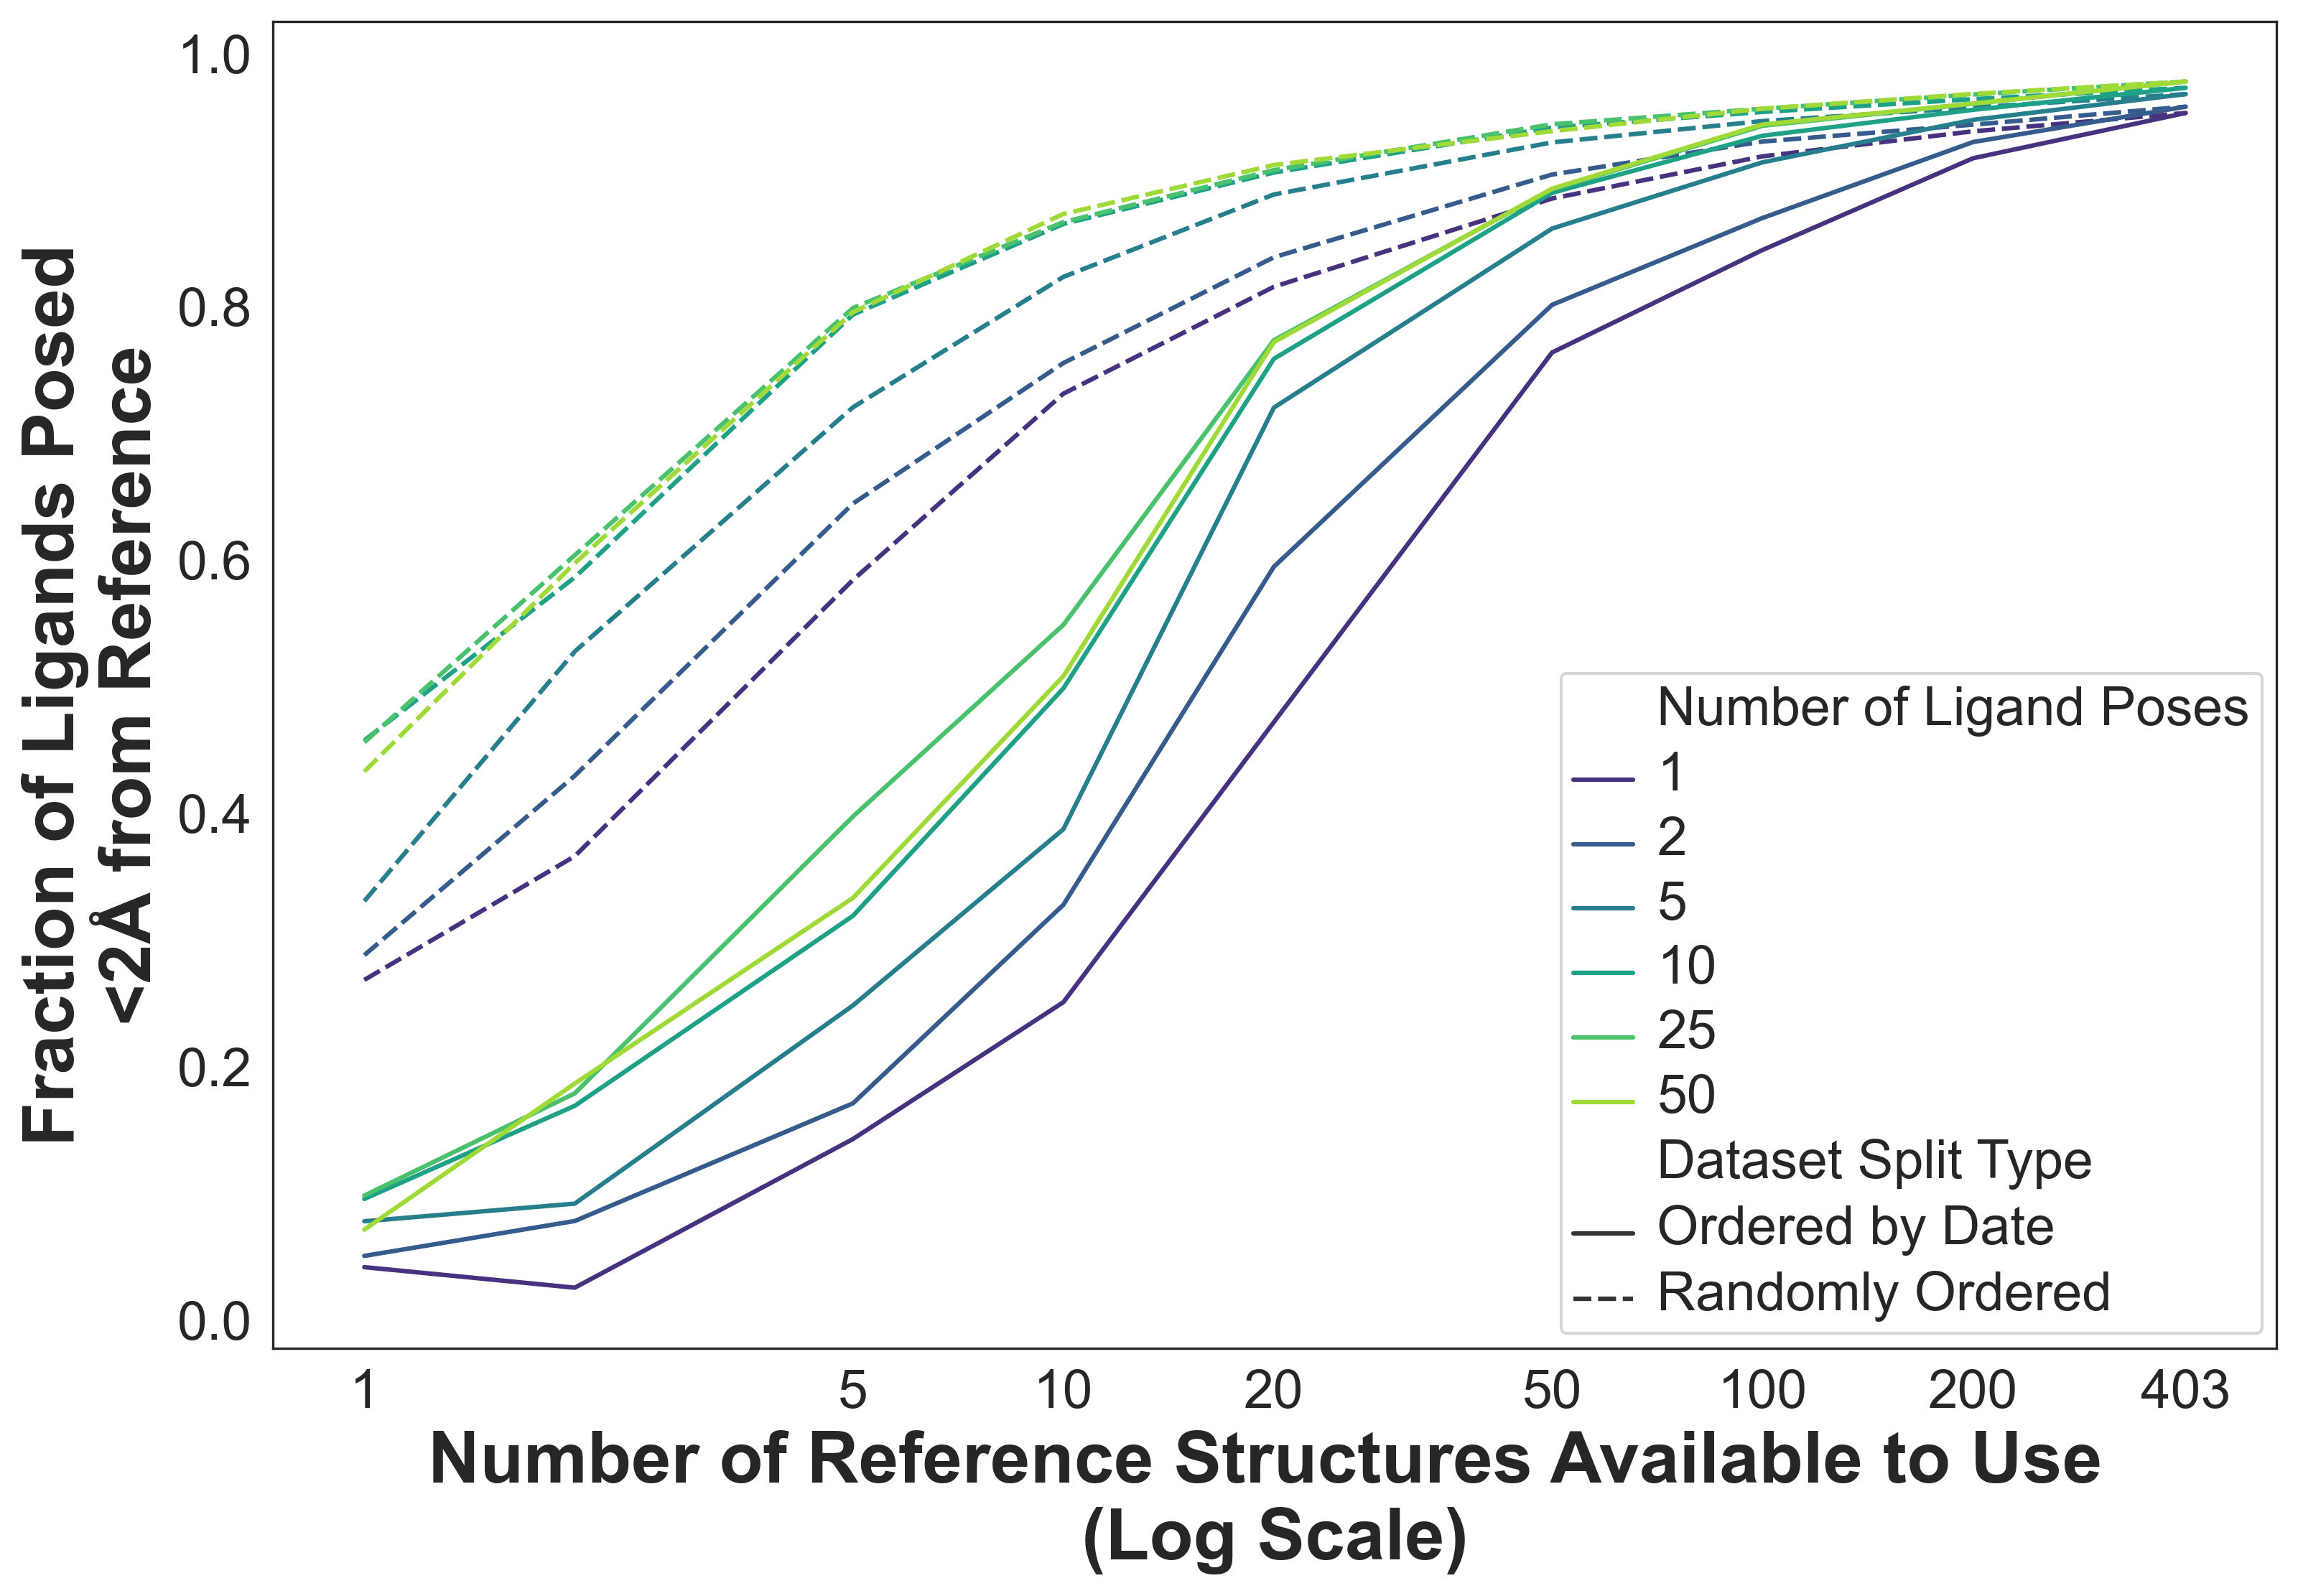 Fraction of Ligands Posed
<2Å from Reference
1.0
0.8
0.6
0.4
0.2
0.0
Number of Ligand Poses
1
2
5
10
25
50
Dataset Split Type
Ordered by Date
Randomly Ordered
1 5 10 20 50 100 200 403
Number of Reference Structures Available to Use
(Log Scale)